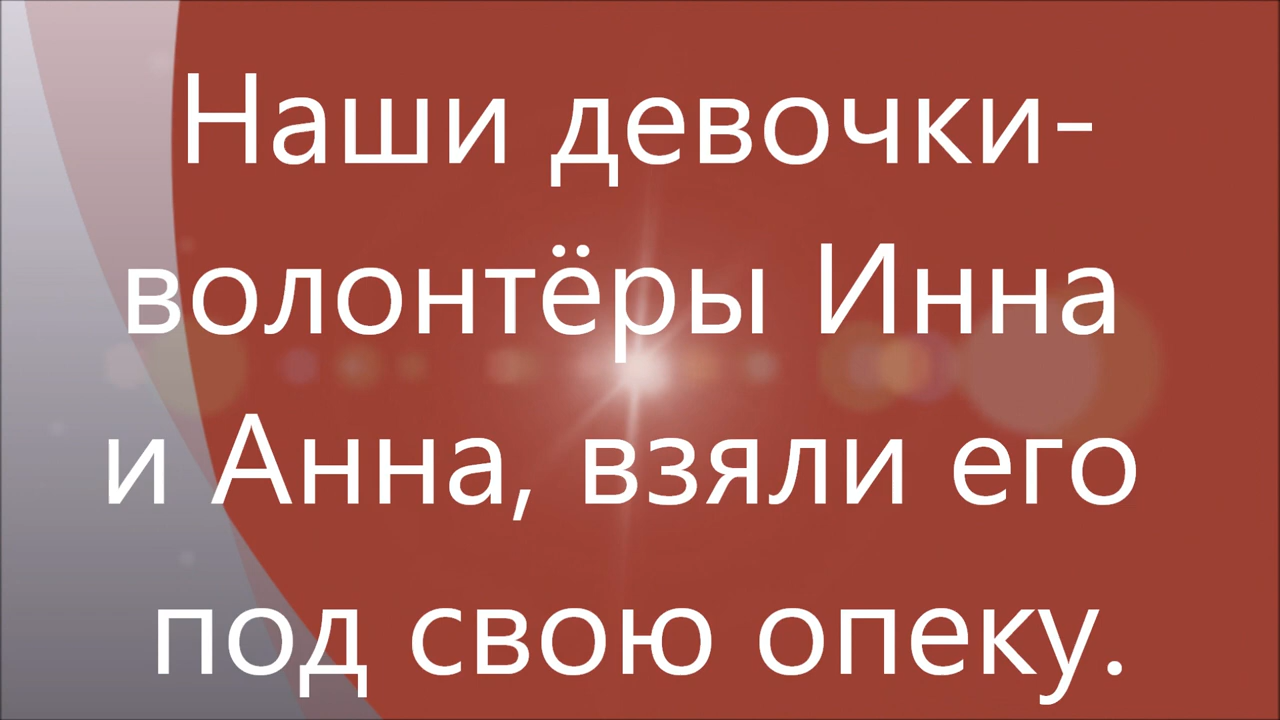 Наши девочки-
волонтёры Инна
и Анна, взяли его
под свою опеку.